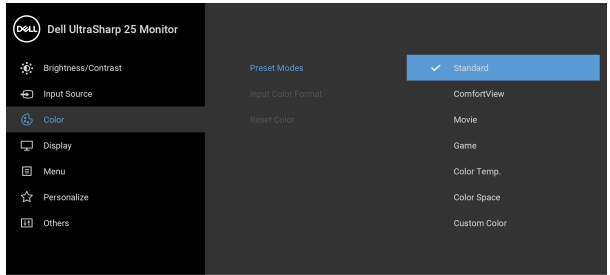 DELL
Dell UltraSharp 25 Monitor
Brightness/Contrast
Input Source
Color
Display
Menu
Personalize
Others
Preset Modes
Input Color Format
Reset Color
Standard
ComfortView
Movie
Game
Color Temp.
Color Space
Custom Color